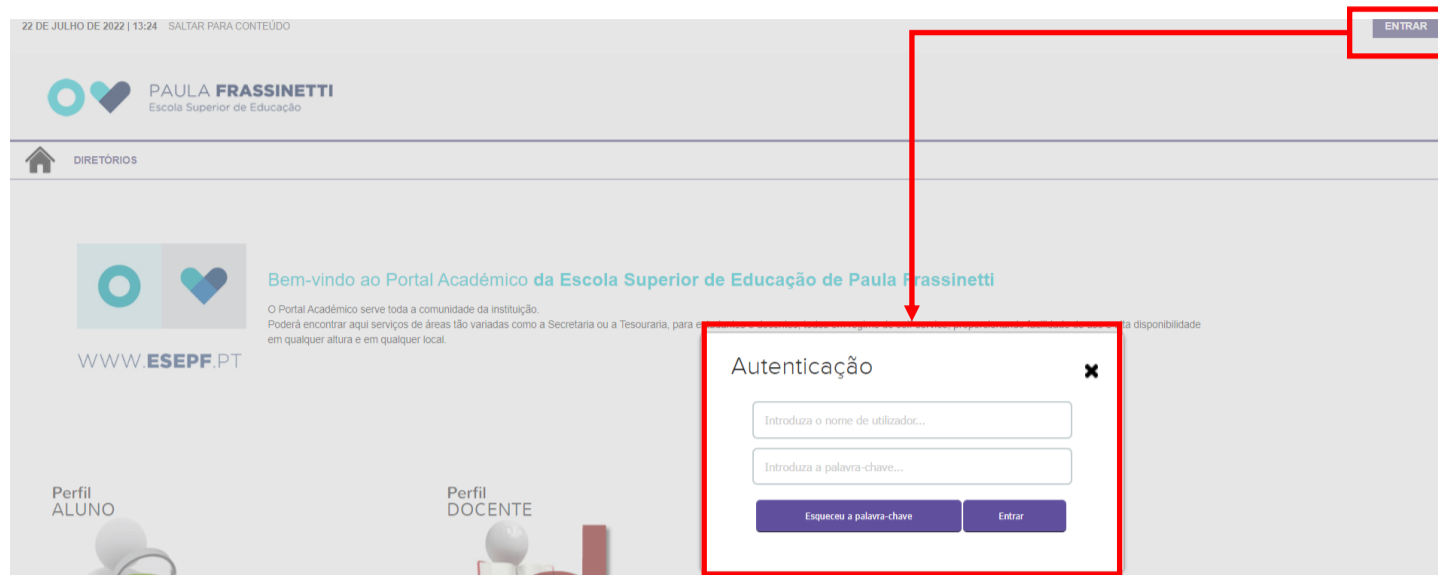 22 DE JULHO DE 2022 | 13:24 SALTAR PARA CONTEÚDO
ENTRAR
PAULA FRASSINETTI
Escola Superior de Educação
DIRETÓRIOS
Bem-vindo ao Portal Académico da Escola Superior de Educação de Paula Frassinetti
O Portal Académico serve toda a comunidade da instituição.
Poderá encontrar aqui serviços de áreas tão variadas como a Secretaria ou a Tesouraria, para disponibilidade
em qualquer altura e em qualquer local.
WWW.ESEPF.PT
Autenticação
Introduza o nome de utilizador...
Introduza a palavra-chave...
Esqueceu a palavra-chave Entrar
Perfil
ALUNO
Perfil
DOCENTE